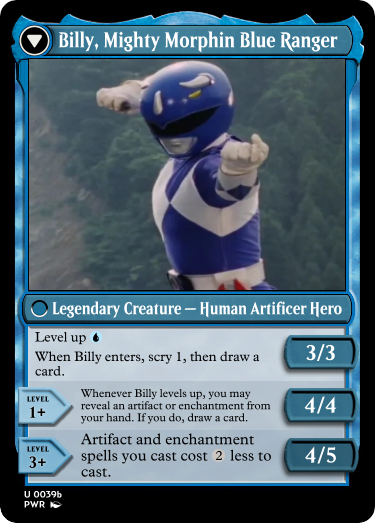 Billy, Mighty Morphin Blue Ranger
Legendary Creature — Human Artificer Hero
Level up
When Billy enters, scry 1, then draw a
card.
3/3
LEVEL
1+
Whenever Billy levels up, you may
reveal an artifact or enchantment from
your hand. If you do, draw a card.
4/4
LEVEL
3+
Artifact and enchantment
spells you cast cost 2 less to
cast.
4/5
U 0039b
PWR